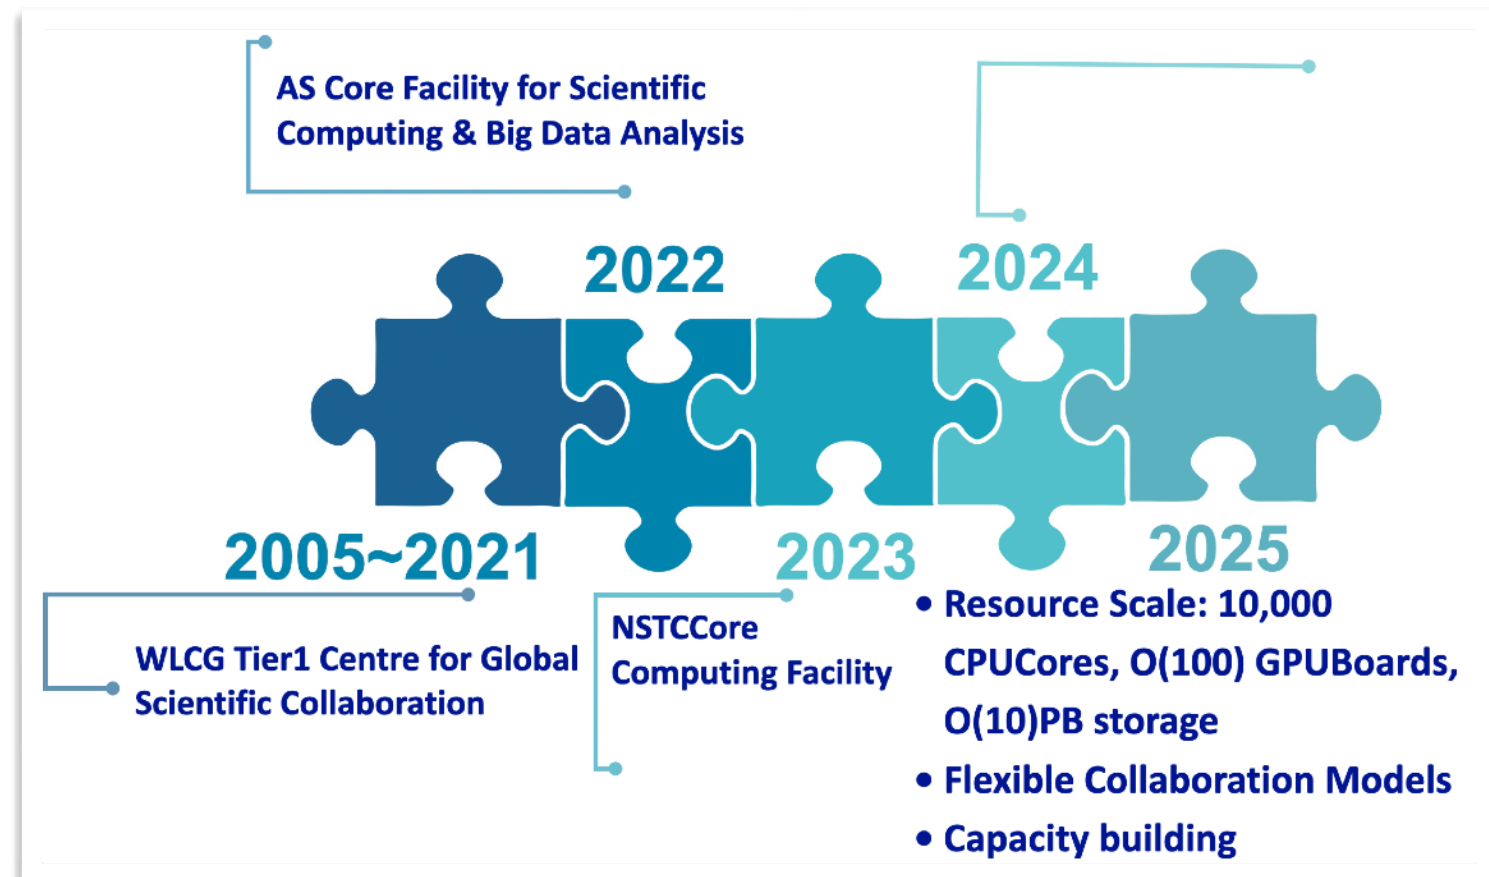 AS Core Facility for Scientific
Computing & Big Data Analysis
2022
2024
2005~2021
2023
2025
WLCG Tier1 Centre for Global
Scientific Collaboration
NSTCCore
Computing Facility
• Resource Scale: 10,000
CPUCores, O(100) GPUBoards,
O(10)PB storage
• Flexible Collaboration Models
• Capacity building